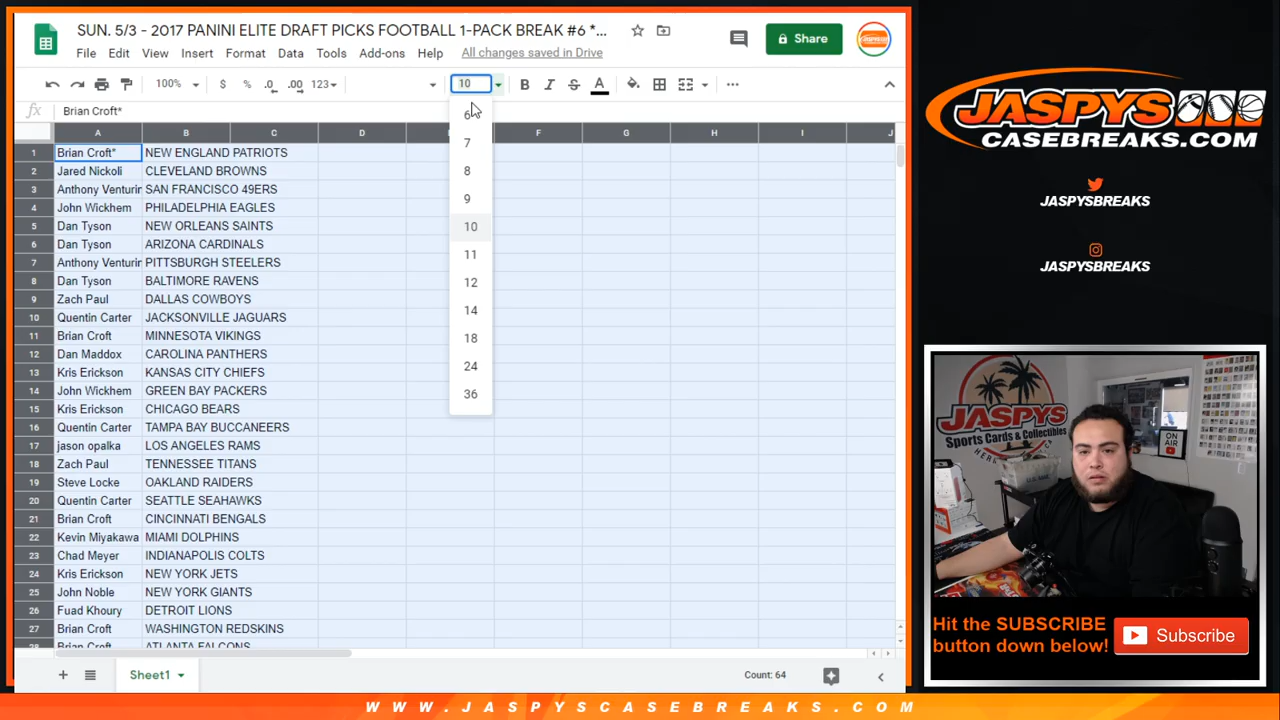 SUN. 5/3 - 2017 PANINI ELITE DRAFT PICKS FOOTBALL 1-PACK BREAK #6 *...
Share
File Edit View Insert Format Data Tools Add-ons Help All changes saved in Drive
100% $ % .0 .00 123 10 B I S A
fx Brian Croft*
A B C D F G H I J
1 Brian Croft* NEW ENGLAND PATRIOTS
2 Jared Nickoli CLEVELAND BROWNS
3 Anthony Venturin SAN FRANCISCO 49ERS
4 John Wickhem PHILADELPHIA EAGLES
5 Dan Tyson NEW ORLEANS SAINTS
6 Dan Tyson ARIZONA CARDINALS
7 Anthony Venturin PITTSBURGH STEELERS
8 Dan Tyson BALTIMORE RAVENS
9 Zach Paul DALLAS COWBOYS
10 Quentin Carter JACKSONVILLE JAGUARS
11 Brian Croft MINNESOTA VIKINGS
12 Dan Maddox CAROLINA PANTHERS
13 Kris Erickson KANSAS CITY CHIEFS
14 John Wickhem GREEN BAY PACKERS
15 Kris Erickson CHICAGO BEARS
16 Quentin Carter TAMPA BAY BUCCANEERS
17 jason opalka LOS ANGELES RAMS
18 Zach Paul TENNESSEE TITANS
19 Steve Locke OAKLAND RAIDERS
20 Quentin Carter SEATTLE SEAHAWKS
21 Brian Croft CINCINNATI BENGALS
22 Kevin Miyakawa MIAMI DOLPHINS
23 Chad Meyer INDIANAPOLIS COLTS
24 Kris Erickson NEW YORK JETS
25 John Noble NEW YORK GIANTS
26 Fuad Khoury DETROIT LIONS
27 Brian Croft WASHINGTON REDSKINS
28 Brian Croft ATLANTA FALCONS
6
7
8
9
10
11
12
14
18
24
36
Sheet1
Count: 64
JASPYS
CASEBREAKS.COM
JASPYSBREAKS
JASPYSBREAKS
JASPYS
Sports Cards & Collectibles
HERA
ON
AIR
Hit the SUBSCRIBE
button down below!
Subscribe
WWW.JASPYSCASEBREAKS.COM